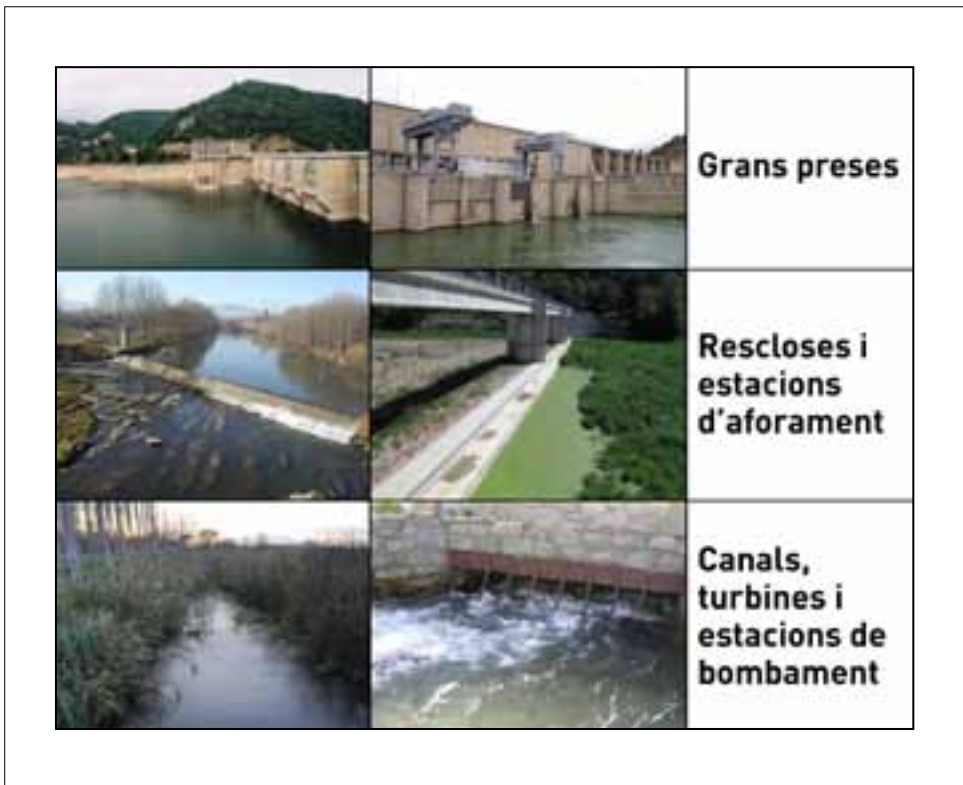 Grans preses
Rescloses i
estacions
d'aforament
Canals,
turbines i
estacions de
bombament